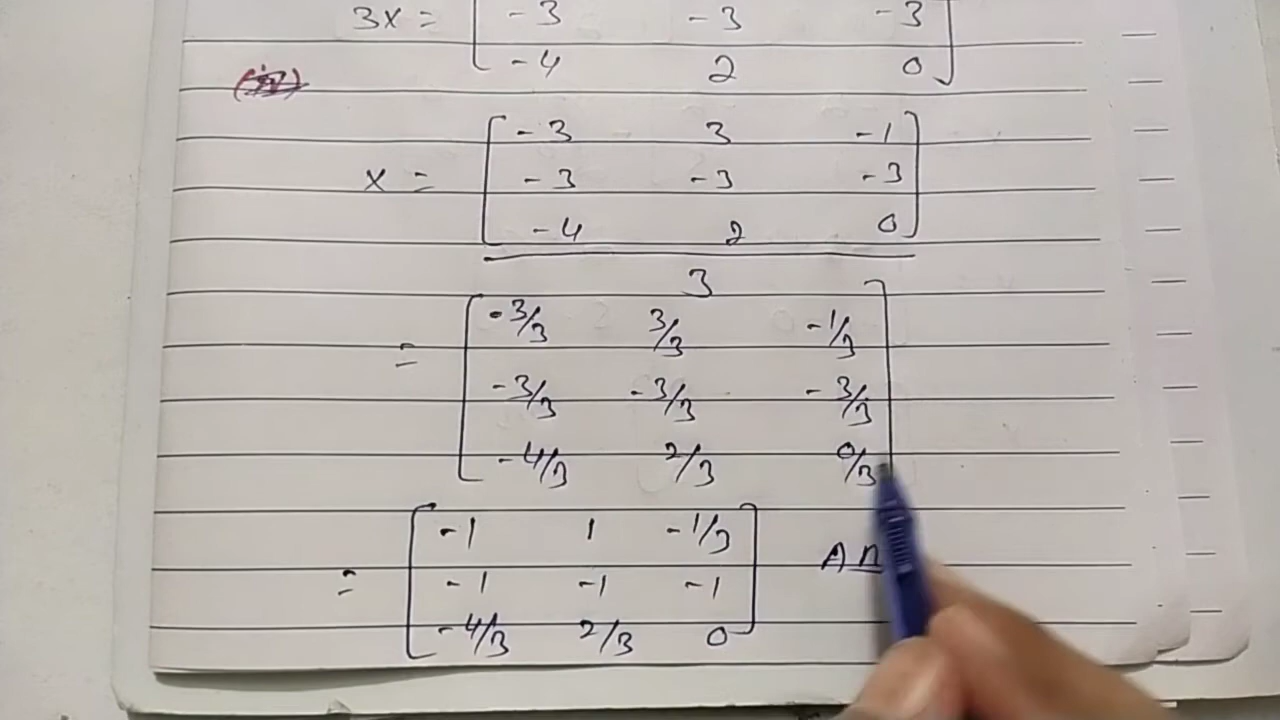 3x = -3 -3 -3
-4 2 0
-3 3 -1
x = -3 -3 -3
-4 2 0
3
-3/3 3/3 -1/3
= -3/3 -3/3 -3/3
-4/3 2/3 0/3
-1 1 -1/3
= -1 -1 -1
-4/3 2/3 0
An